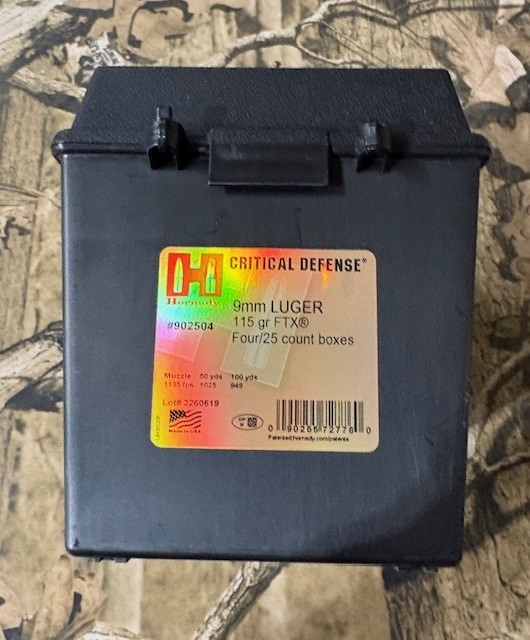 CRITICAL DEFENSE®
Hornady
9mm LUGER
#902504
115 gr FTX®
Four/25 count boxes
Muzzle 50 yds 100 yds
1135 fps 1025 949
Lot# 3260619
Made in USA
0 90255 72776 0
Patented:hornady.com/patents